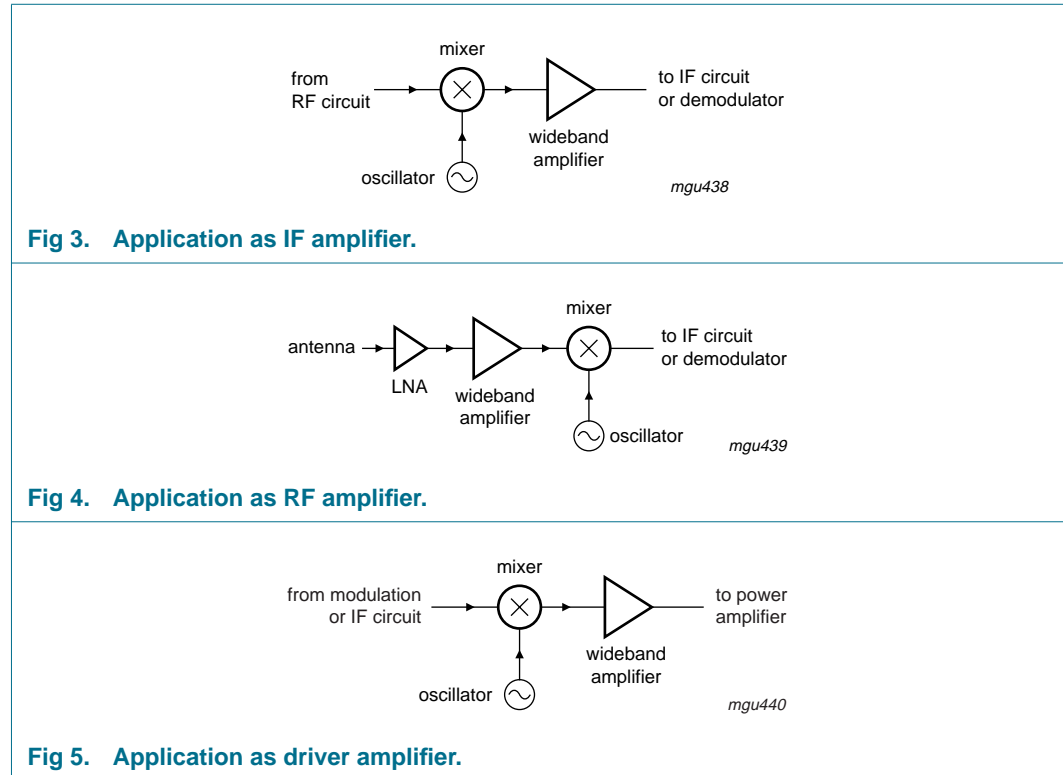 mixer
from
RF circuit
to IF circuit
or demodulator
wideband
amplifier
oscillator
mgu438
Fig 3. Application as IF amplifier.
mixer
antenna
to IF circuit
or demodulator
LNA
wideband
amplifier
oscillator
mgu439
Fig 4. Application as RF amplifier.
mixer
from modulation
or IF circuit
to power
amplifier
wideband
amplifier
oscillator
mgu440
Fig 5. Application as driver amplifier.